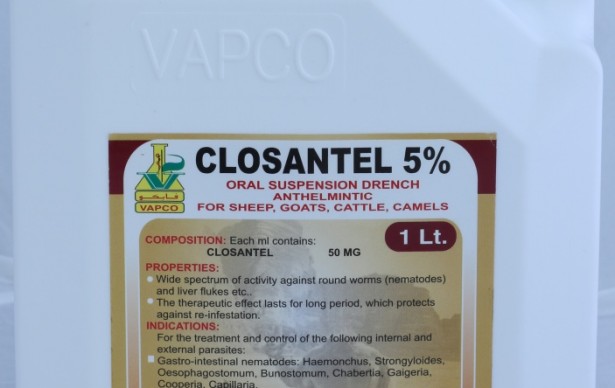 VAPCO
CLOSANTEL 5%
ORAL SUSPENSION DRENCH
ANTHELMINTIC
FOR SHEEP, GOATS, CATTLE, CAMELS
فابكو
VAPCO
1 Lt.
COMPOSITION: Each ml contains:
CLOSANTEL 50 MG
PROPERTIES:
Wide spectrum of activity against round worms (nematodes)
and liver flukes etc..
The therapeutic effect lasts for long period, which protects
against re-infestation.
INDICATIONS:
For the treatment and control of the following internal and
external parasites:
Gastro-intestinal nematodes: Haemonchus, Strongyloides,
Oesophagostomum, Bunostomum, Chabertia, Gaigeria,
Cooperia, Capillaria.